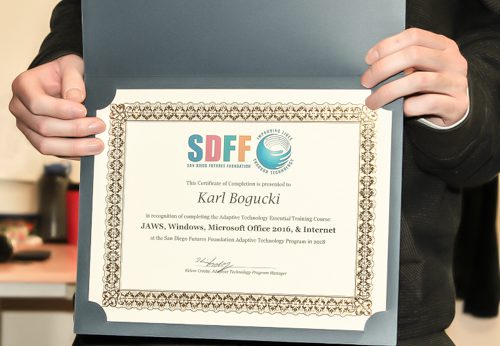 SDFF
SAN DIEGO FUTURES FOUNDATION
IMPROVING LIVES
THROUGH TECHNOLOGY
This Certificate of Completion is presented to
Karl Bogucki
in recognition of completing the Adaptive Technology Essential Training Course:
JAWS, Windows, Microsoft Office 2016, & Internet
at the San Diego Futures Foundation Adaptive Technology Program in 2018
Adaptive Technology Program Manager